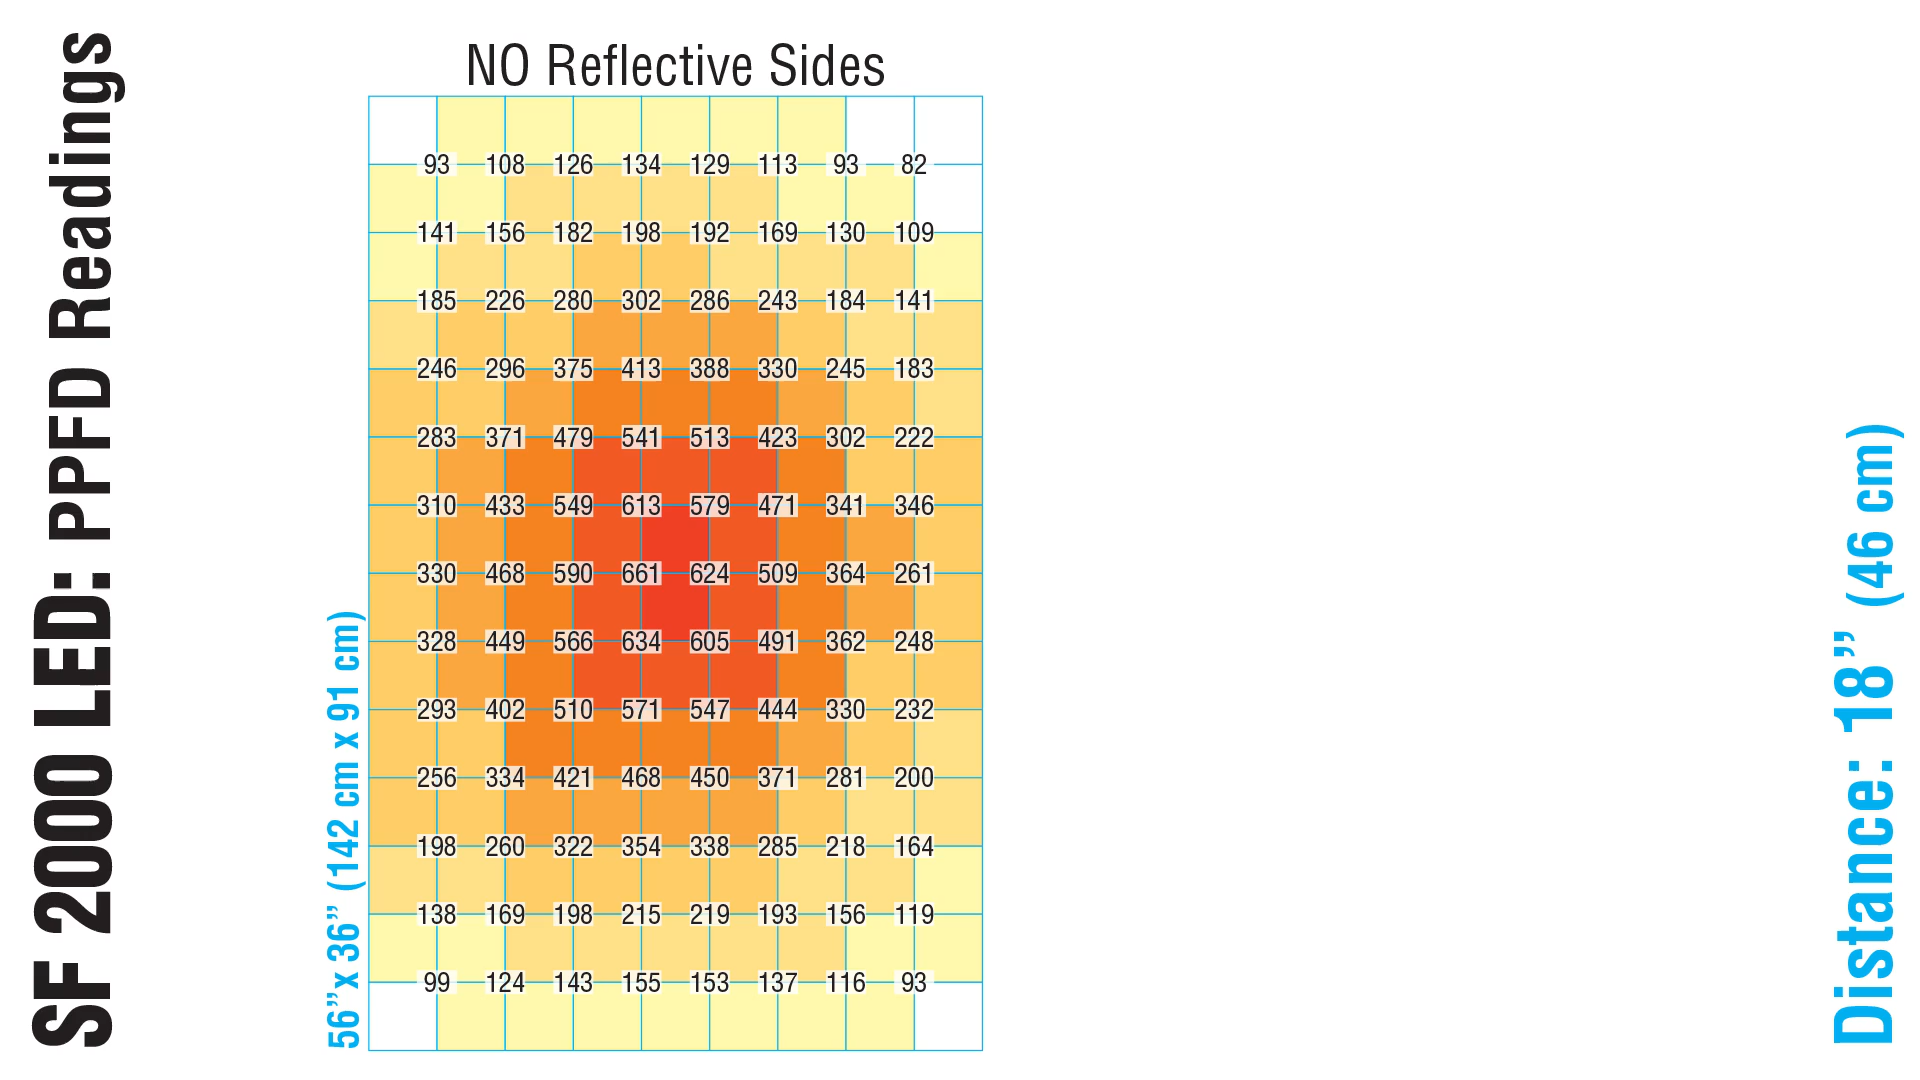 SF 2000 LED: PPFD Readings
NO Reflective Sides
93 108 126 134 129 113 93 82
141 156 182 198 192 169 130 109
185 226 280 302 286 243 184 141
246 296 375 413 388 330 245 183
283 371 479 541 513 423 302 222
310 433 549 613 579 471 341 346
330 468 590 661 624 509 364 261
328 449 566 634 605 491 362 248
293 402 510 571 547 444 330 232
256 334 421 468 450 371 281 200
198 260 322 354 338 285 218 164
138 169 198 215 219 193 156 119
99 124 143 155 153 137 116 93
56”x 36” (142 cm x 91 cm)
Distance: 18” (46 cm)